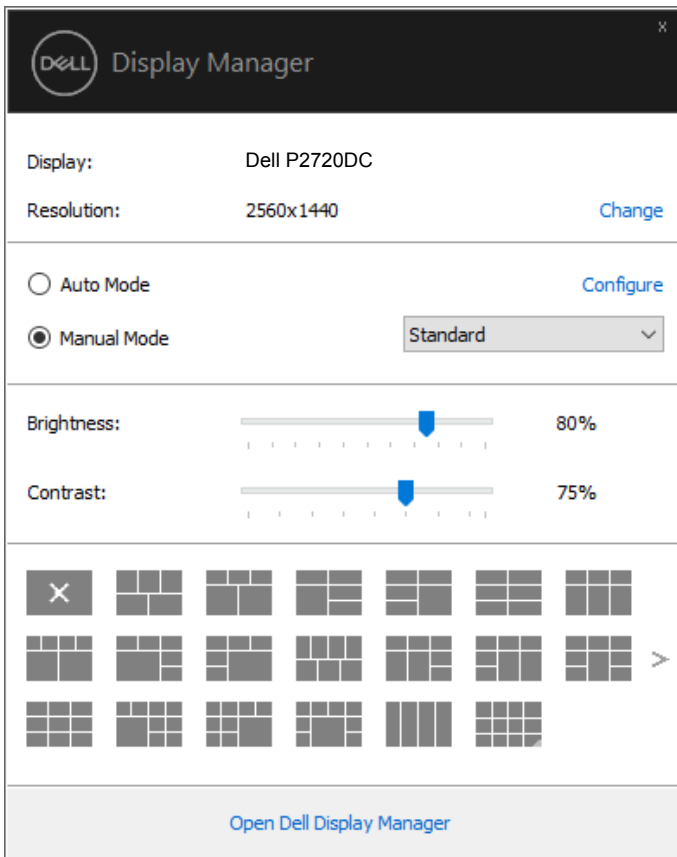 x
DELL Display Manager
Display: Dell P2720DC
Resolution: 2560x1440 Change
Auto Mode Configure
Manual Mode Standard
Brightness: 80%
Contrast: 75%
Open Dell Display Manager